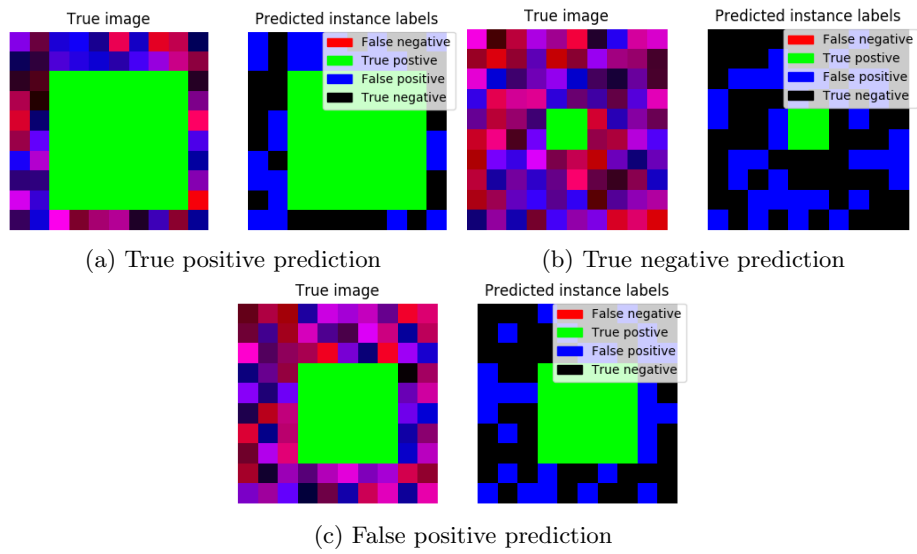 True image
Predicted instance labels
False negative
True postive
False positive
True negative
(a) True positive prediction
True image
Predicted instance labels
False negative
True postive
False positive
True negative
(b) True negative prediction
True image
Predicted instance labels
False negative
True postive
False positive
True negative
(c) False positive prediction